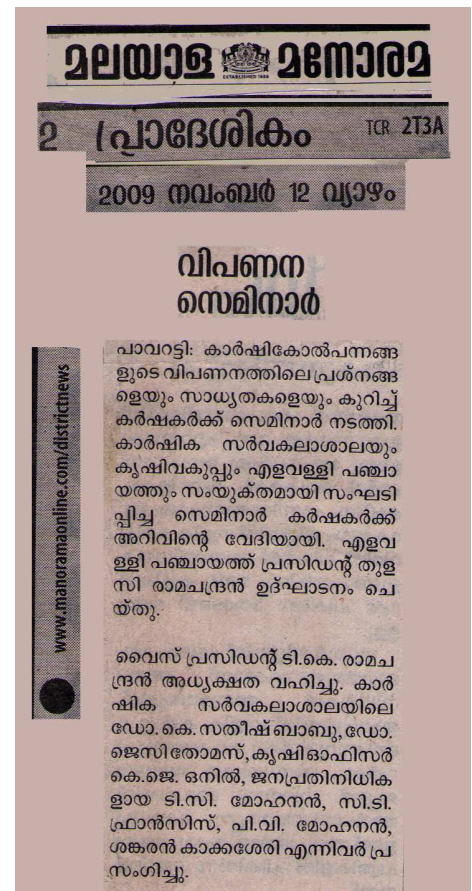 മലയാള മനോരമ
ESTABLISHED 1888
2 പ്രാദേശികം TCR 2T3A
2009 നവംബർ 12 വ്യാഴം
വിപണന
സെമിനാർ
www.manoramaonline.com/districtnews
പാവറട്ടി: കാർഷികോൽപന്നങ്ങ
ളുടെ വിപണനത്തിലെ പ്രശ്നങ്ങ
ളെയും സാധ്യതകളെയും കുറിച്ച്
കർഷകർക്ക് സെമിനാർ നടത്തി.
കാർഷിക സർവകലാശാലയും
കൃഷിവകുപ്പും എളവള്ളി പഞ്ചാ
യത്തും സംയുക്തമായി സംഘടി
പ്പിച്ച സെമിനാർ കർഷകർക്ക്
അറിവിന്റെ വേദിയായി. എളവ
ള്ളി പഞ്ചായത്ത് പ്രസിഡന്റ് തുള
സി രാമചന്ദ്രൻ ഉദ്ഘാടനം ചെ
യ്തു.
വൈസ് പ്രസിഡന്റ് ടി.കെ. രാമച
ന്ദ്രൻ അധ്യക്ഷത വഹിച്ചു. കാർ
ഷിക സർവകലാശാലയിലെ
ഡോ. കെ. സതീഷ് ബാബു, ഡോ.
ജെസി തോമസ്, കൃഷി ഓഫിസർ
കെ.ജെ. ഒനിൽ, ജനപ്രതിനിധിക
ളായ ടി.സി. മോഹനൻ, സി.ടി.
ഫ്രാൻസിസ്, പി.വി. മോഹനൻ,
ശങ്കരൻ കാക്കശേരി എന്നിവർ പ്ര
സംഗിച്ചു.